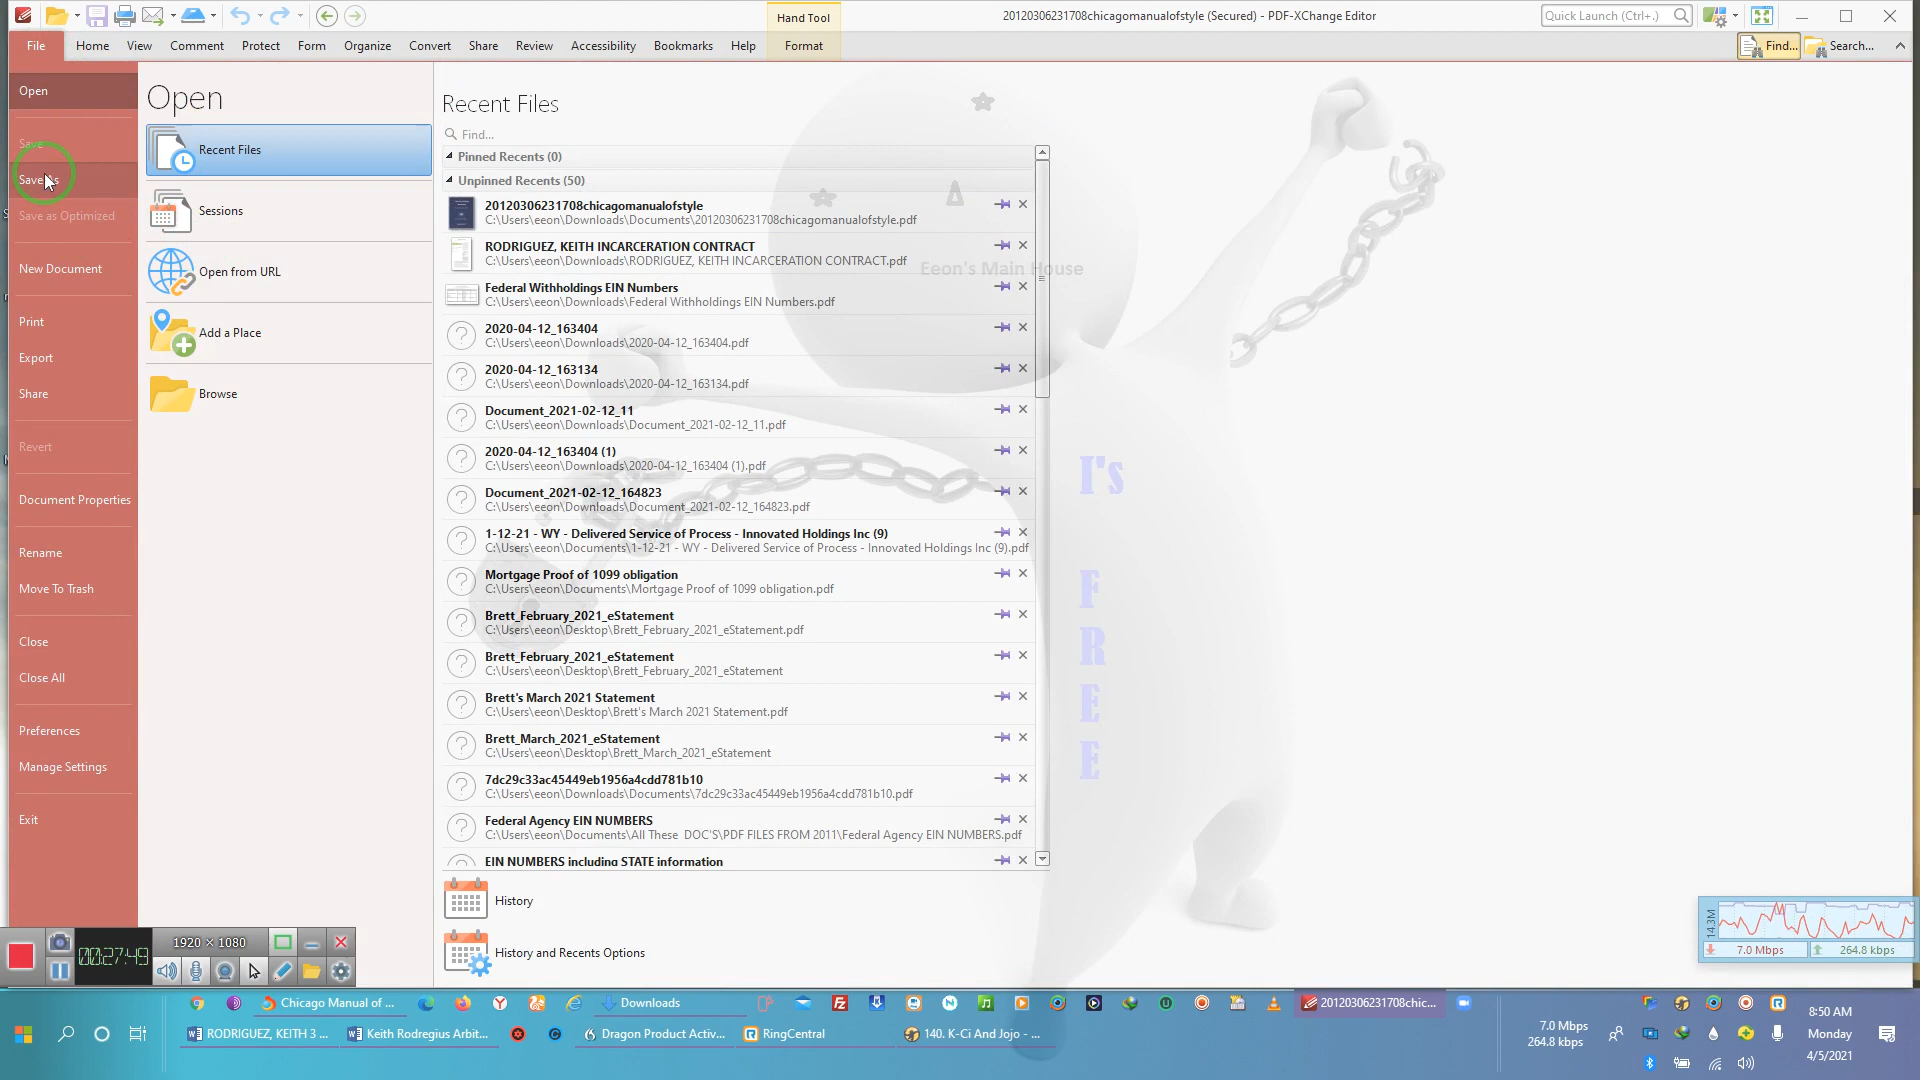 Hand Tool
20120306231708chicagomanualofstyle (Secured) - PDF-XChange Editor
Quick Launch (Ctrl+.)
File Home View Comment Protect Form Organize Convert Share Review Accessibility Bookmarks Help Format
Find... Search...
Open
Save
Save As
Save as Optimized
New Document
Print
Export
Share
Revert
Document Properties
Rename
Move To Trash
Close
Close All
Preferences
Manage Settings
Exit
Open
Recent Files
Sessions
Open from URL
Add a Place
Browse
Recent Files
Find...
Pinned Recents (0)
Unpinned Recents (50)
20120306231708chicagomanualofstyle
C:\Users\eeon\Downloads\Documents\20120306231708chicagomanualofstyle.pdf
RODRIGUEZ, KEITH INCARCERATION CONTRACT
C:\Users\eeon\Downloads\RODRIGUEZ, KEITH INCARCERATION CONTRACT.pdf
Federal Withholdings EIN Numbers
C:\Users\eeon\Downloads\Federal Withholdings EIN Numbers.pdf
2020-04-12_163404
C:\Users\eeon\Downloads\2020-04-12_163404.pdf
2020-04-12_163134
C:\Users\eeon\Downloads\2020-04-12_163134.pdf
Document_2021-02-12_11
C:\Users\eeon\Downloads\Document_2021-02-12_11.pdf
2020-04-12_163404 (1)
C:\Users\eeon\Downloads\2020-04-12_163404 (1).pdf
Document_2021-02-12_164823
C:\Users\eeon\Downloads\Document_2021-02-12_164823.pdf
1-12-21 - WY - Delivered Service of Process - Innovated Holdings Inc (9)
C:\Users\eeon\Documents\1-12-21 - WY - Delivered Service of Process - Innovated Holdings Inc (9).pdf
Mortgage Proof of 1099 obligation
C:\Users\eeon\Documents\Mortgage Proof of 1099 obligation.pdf
Brett_February_2021_eStatement
C:\Users\eeon\Desktop\Brett_February_2021_eStatement.pdf
Brett_February_2021_eStatement
C:\Users\eeon\Desktop\Brett_February_2021_eStatement
Brett's March 2021 Statement
C:\Users\eeon\Desktop\Brett's March 2021 Statement.pdf
Brett_March_2021_eStatement
C:\Users\eeon\Desktop\Brett_March_2021_eStatement
7dc29c33ac45449eb1956a4cdd781b10
C:\Users\eeon\Downloads\Documents\7dc29c33ac45449eb1956a4cdd781b10.pdf
Federal Agency EIN NUMBERS
C:\Users\eeon\Documents\All These DOC'S\PDF FILES FROM 2011\Federal Agency EIN NUMBERS.pdf
EIN NUMBERS including STATE information
History
History and Recents Options
Eeon's Main House
I's
F
R
E
E
14.3M
7.0 Mbps 264.8 kbps
00:27:49
1920 × 1080
Chicago Manual of ...
Downloads
20120306231708chic...
RODRIGUEZ, KEITH 3 ...
Keith Rodregius Arbit...
Dragon Product Activ...
RingCentral
140. K-Ci And Jojo - ...
7.0 Mbps
264.8 kbps
8:50 AM
Monday
4/5/2021